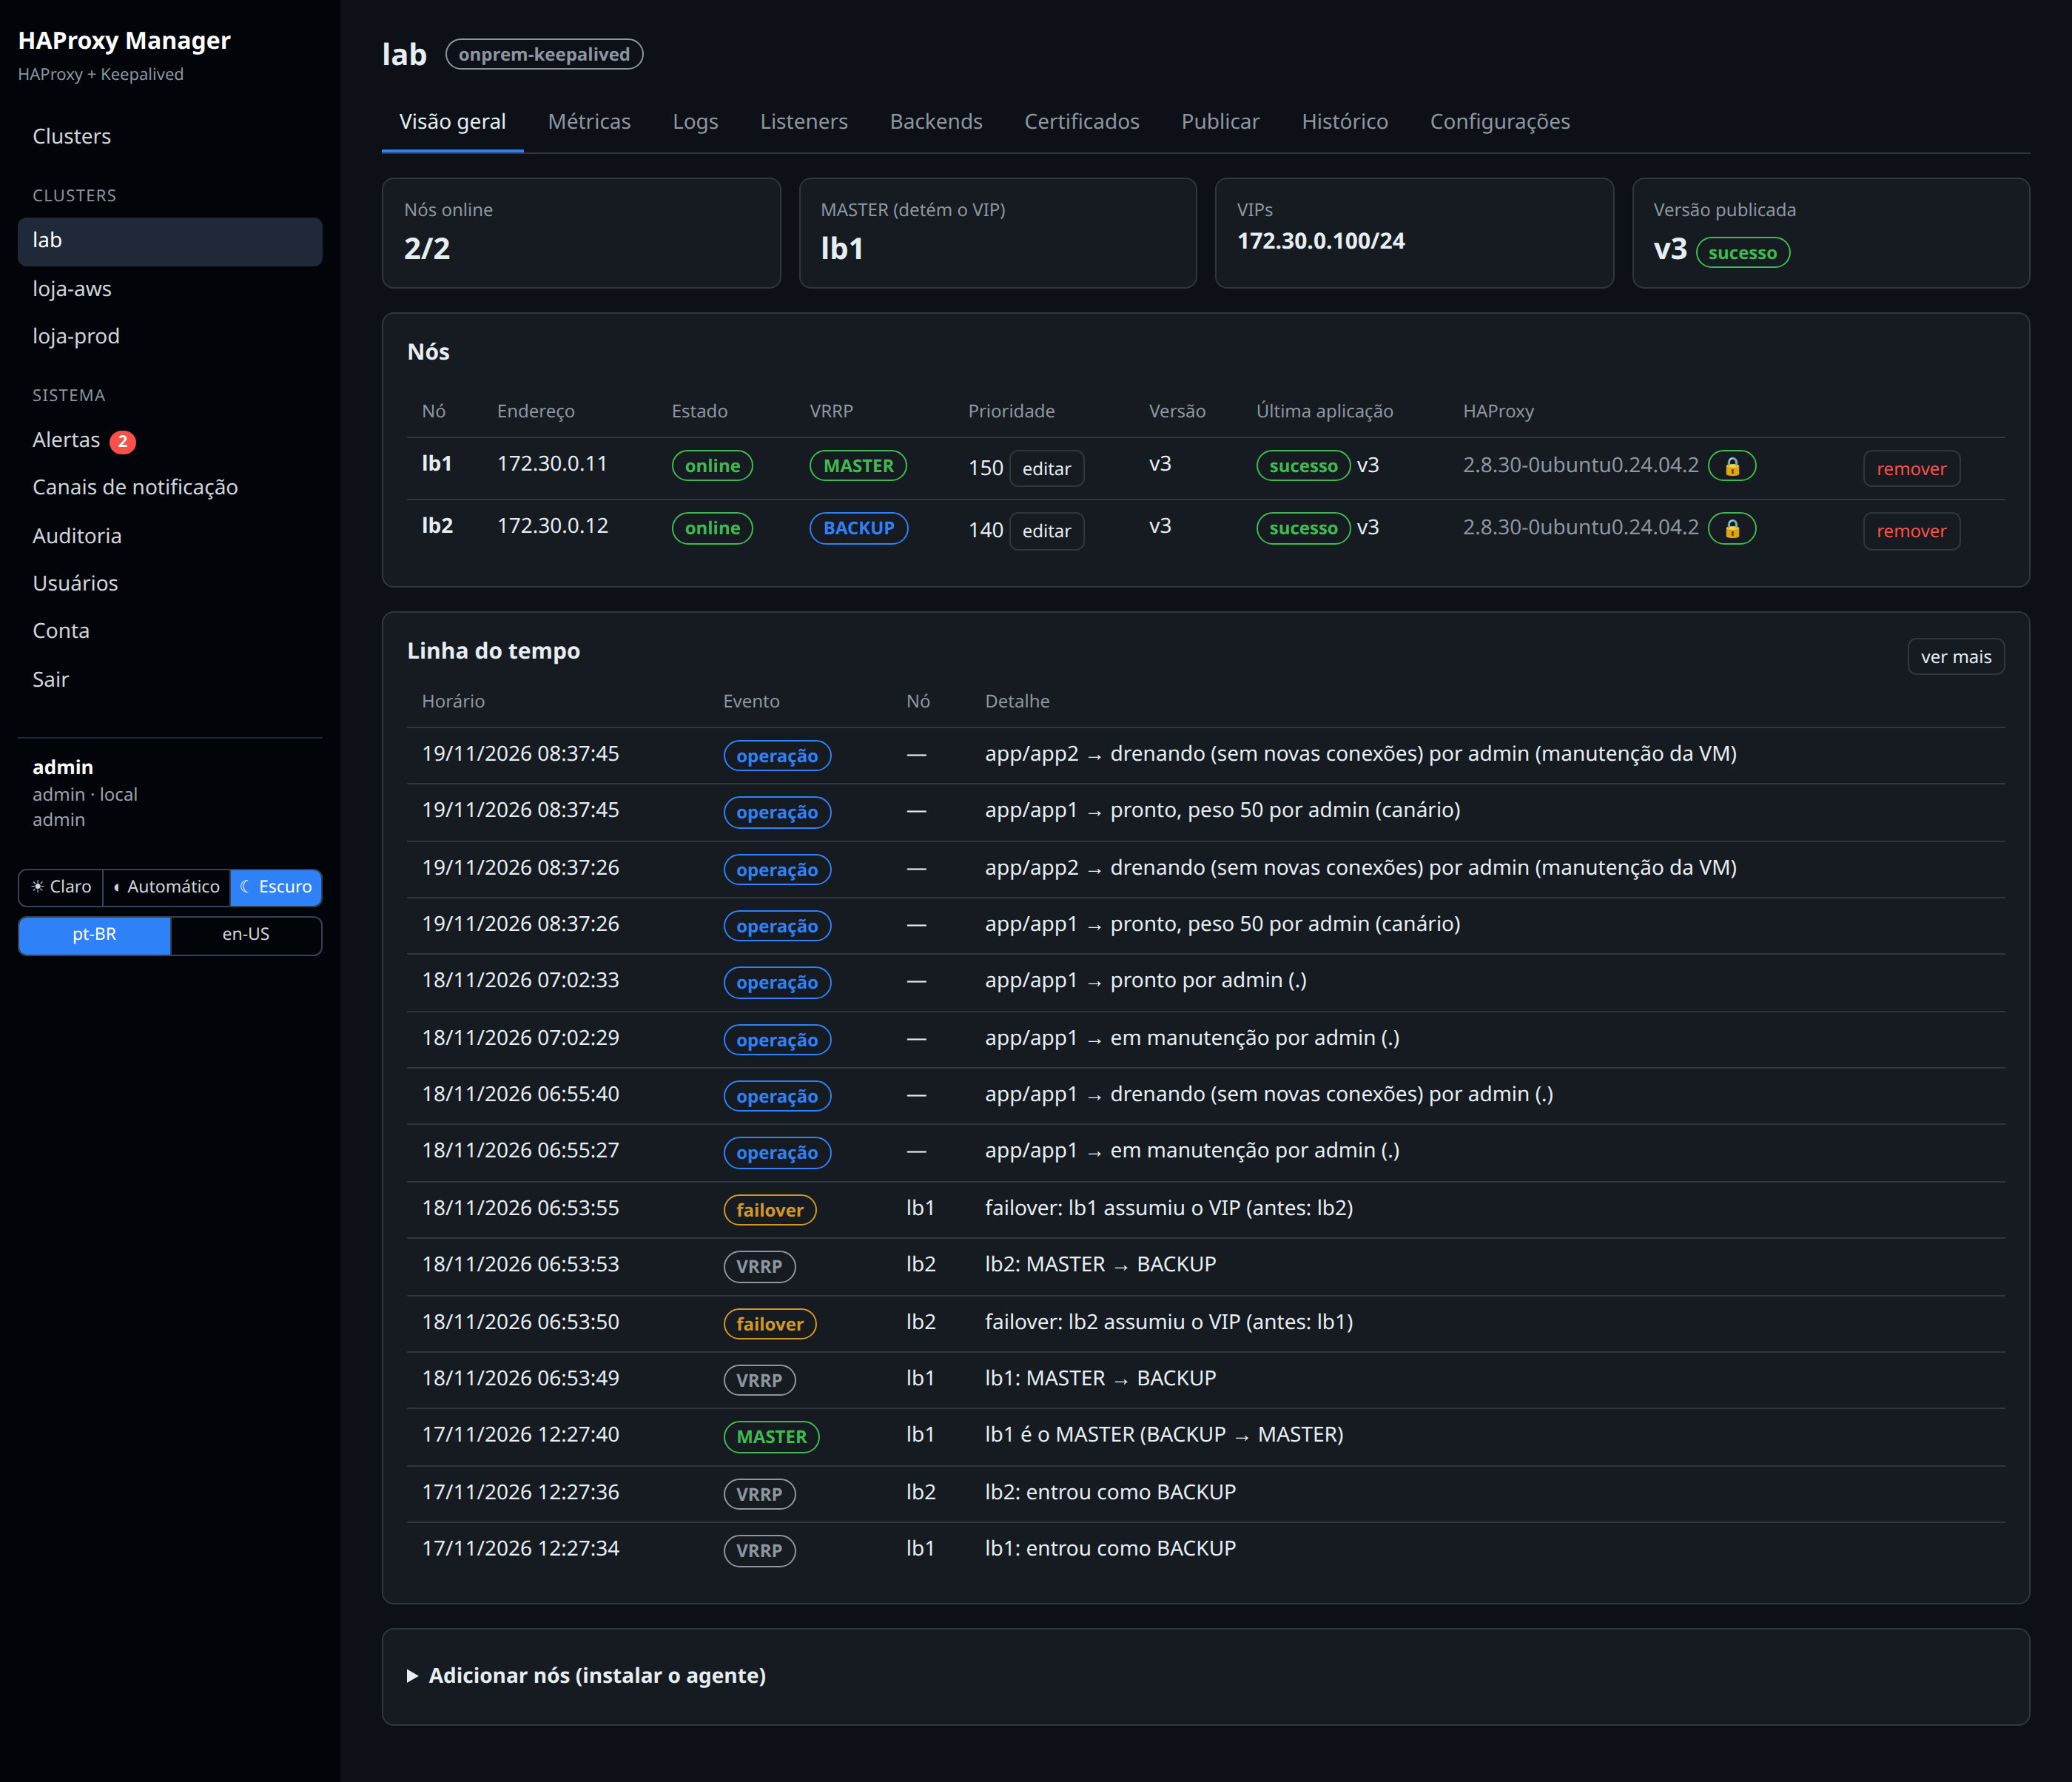 HAProxy Manager
HAProxy + Keepalived
Clusters
CLUSTERS
lab
loja-aws
loja-prod
SISTEMA
Alertas 2
Canais de notificação
Auditoria
Usuários
Conta
Sair
admin
admin · local
admin
☀ Claro Automático ☾ Escuro
pt-BR en-US
lab onprem-keepalived
Visão geral Métricas Logs Listeners Backends Certificados Publicar Histórico Configurações
Nós online
2/2
MASTER (detém o VIP)
lb1
VIPs
172.30.0.100/24
Versão publicada
v3 sucesso
Nós
Nó Endereço Estado VRRP Prioridade Versão Última aplicação HAProxy
lb1 172.30.0.11 online MASTER 150 editar v3 sucesso v3 2.8.30-0ubuntu0.24.04.2 🔒 remover
lb2 172.30.0.12 online BACKUP 140 editar v3 sucesso v3 2.8.30-0ubuntu0.24.04.2 🔒 remover
Linha do tempo ver mais
Horário Evento Nó Detalhe
19/11/2026 08:37:45 operação — app/app2 → drenando (sem novas conexões) por admin (manutenção da VM)
19/11/2026 08:37:45 operação — app/app1 → pronto, peso 50 por admin (canário)
19/11/2026 08:37:26 operação — app/app2 → drenando (sem novas conexões) por admin (manutenção da VM)
19/11/2026 08:37:26 operação — app/app1 → pronto, peso 50 por admin (canário)
18/11/2026 07:02:33 operação — app/app1 → pronto por admin (.)
18/11/2026 07:02:29 operação — app/app1 → em manutenção por admin (.)
18/11/2026 06:55:40 operação — app/app1 → drenando (sem novas conexões) por admin (.)
18/11/2026 06:55:27 operação — app/app1 → em manutenção por admin (.)
18/11/2026 06:53:55 failover lb1 failover: lb1 assumiu o VIP (antes: lb2)
18/11/2026 06:53:53 VRRP lb2 lb2: MASTER → BACKUP
18/11/2026 06:53:50 failover lb2 failover: lb2 assumiu o VIP (antes: lb1)
18/11/2026 06:53:49 VRRP lb1 lb1: MASTER → BACKUP
17/11/2026 12:27:40 MASTER lb1 lb1 é o MASTER (BACKUP → MASTER)
17/11/2026 12:27:36 VRRP lb2 lb2: entrou como BACKUP
17/11/2026 12:27:34 VRRP lb1 lb1: entrou como BACKUP
▶ Adicionar nós (instalar o agente)